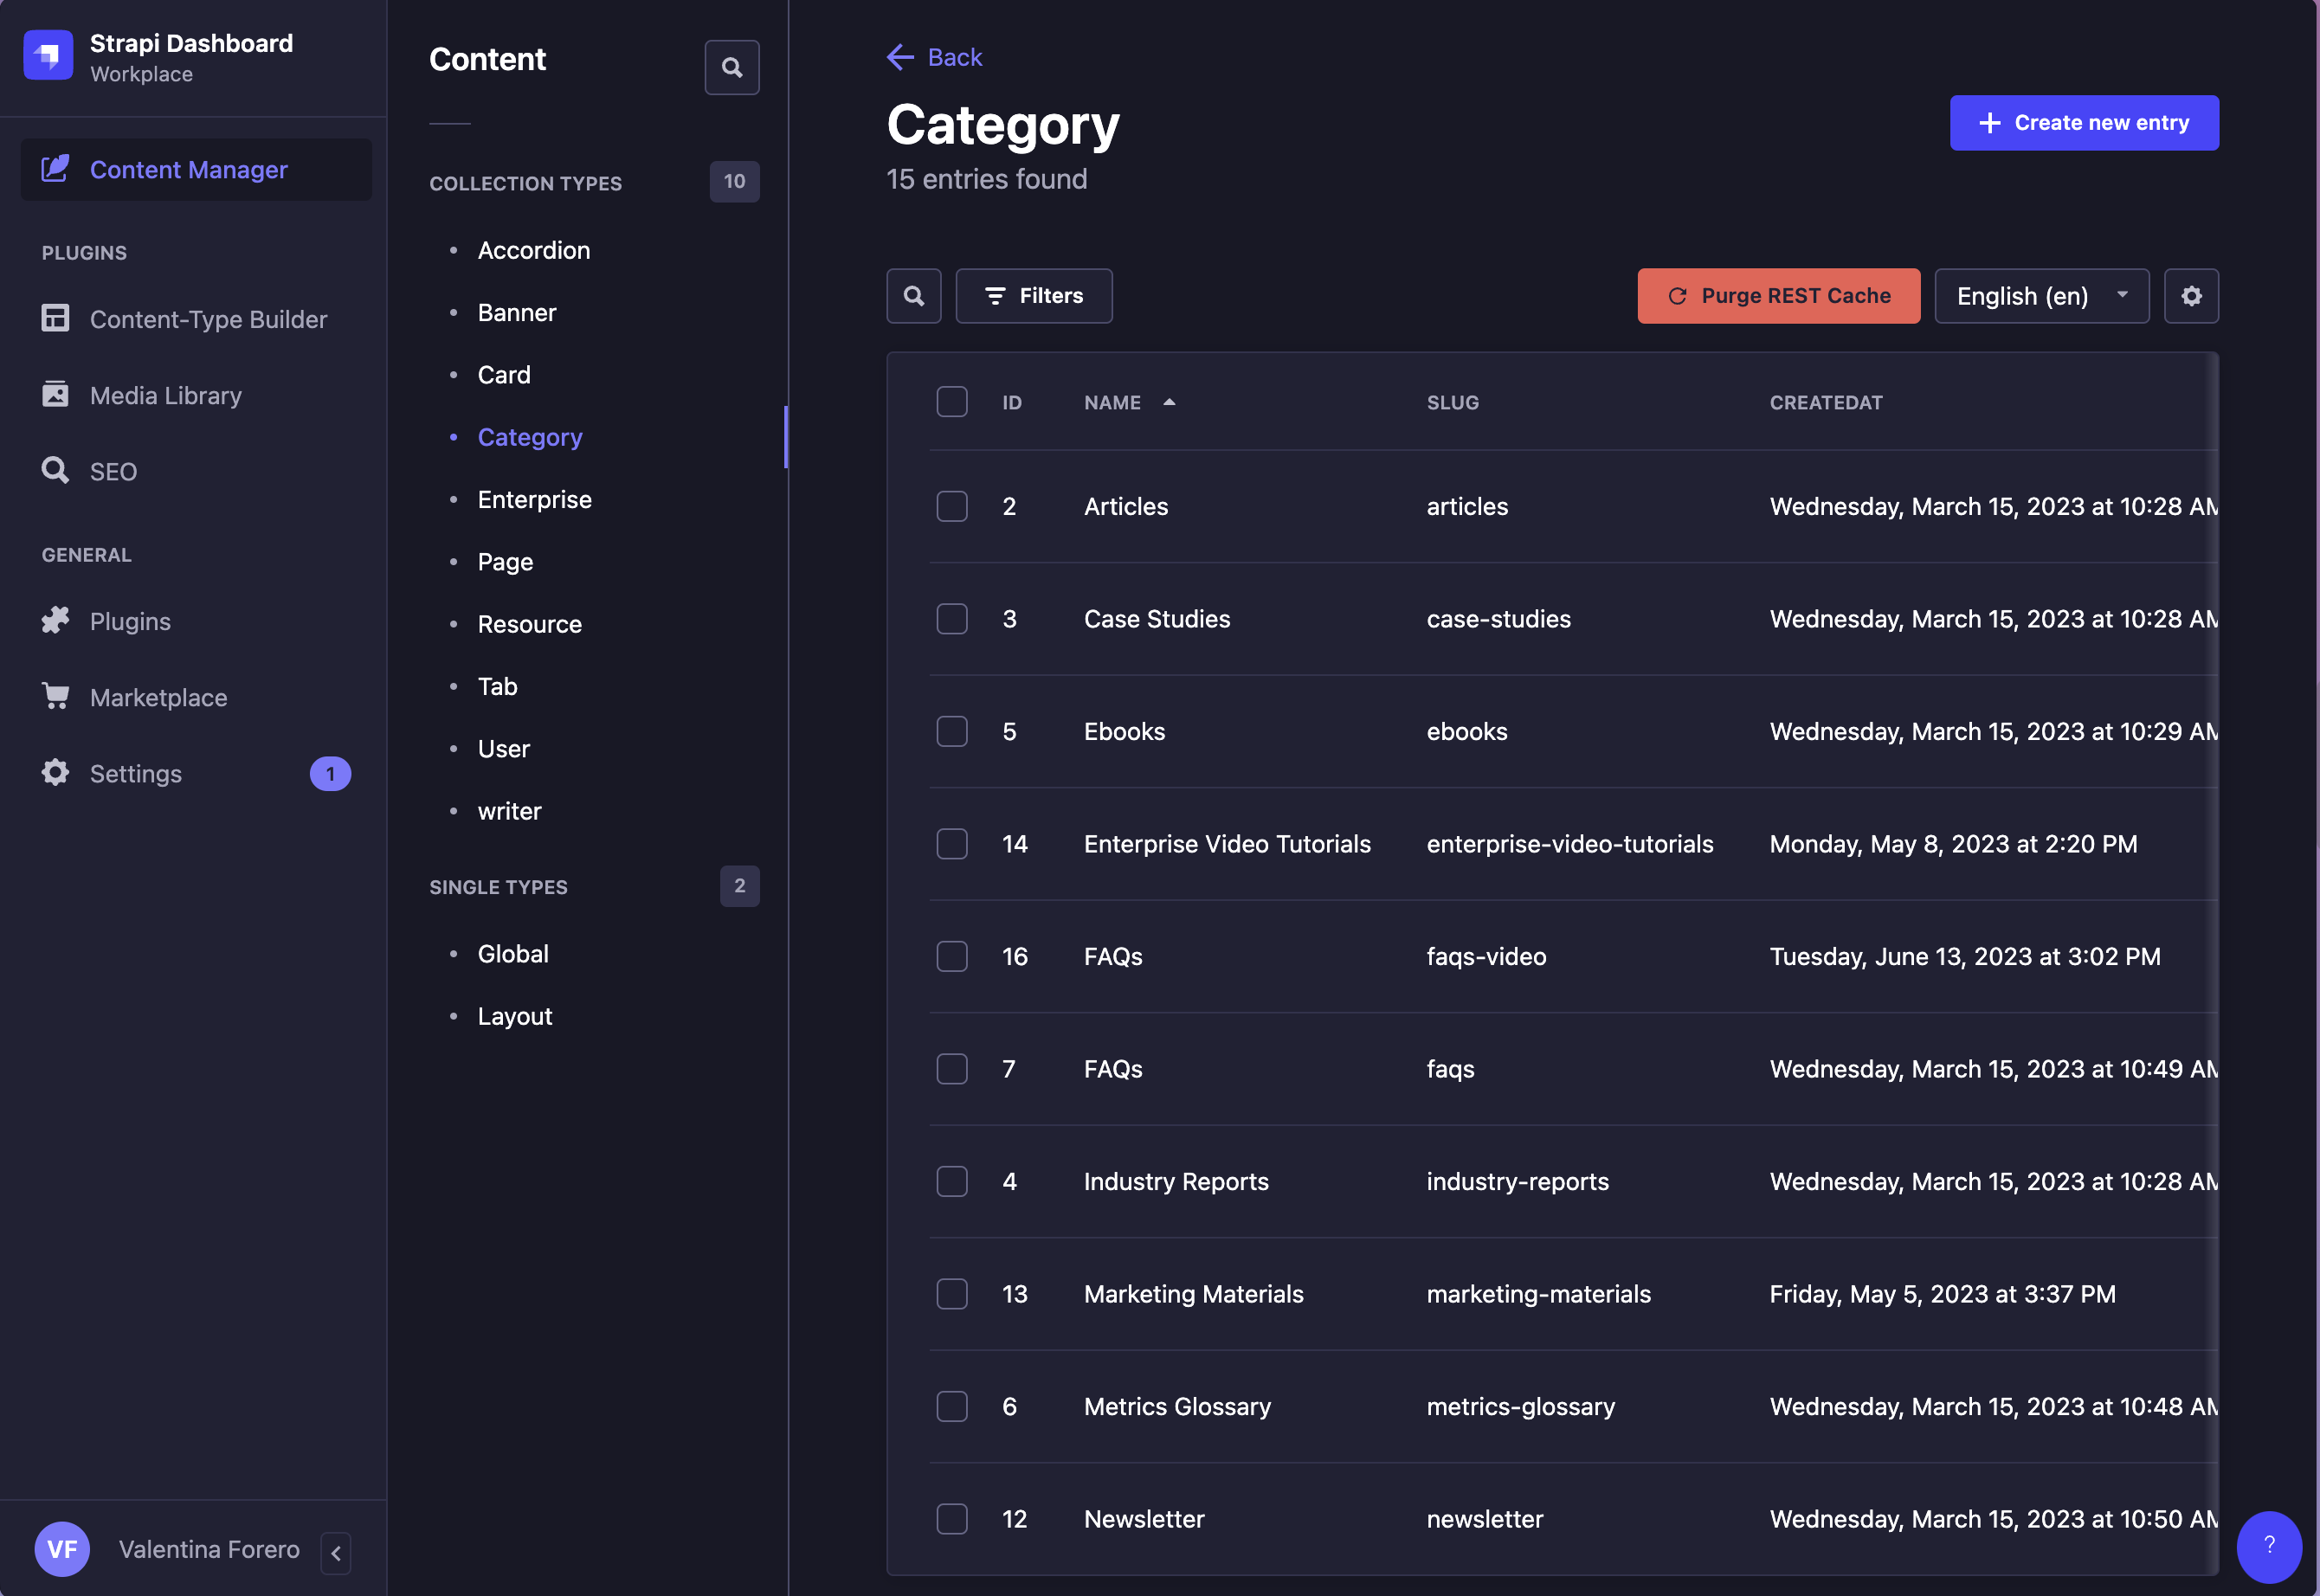 Strapi Dashboard
Workplace
Content Manager
PLUGINS
Content-Type Builder
Media Library
SEO
GENERAL
Plugins
Marketplace
Settings 1
VF Valentina Forero
Content
COLLECTION TYPES 10
Accordion
Banner
Card
Category
Enterprise
Page
Resource
Tab
User
writer
SINGLE TYPES 2
Global
Layout
Back
Category
15 entries found
Create new entry
Filters
Purge REST Cache
English (en)
ID NAME SLUG CREATEDAT
2 Articles articles Wednesday, March 15, 2023 at 10:28 AM
3 Case Studies case-studies Wednesday, March 15, 2023 at 10:28 AM
5 Ebooks ebooks Wednesday, March 15, 2023 at 10:29 AM
14 Enterprise Video Tutorials enterprise-video-tutorials Monday, May 8, 2023 at 2:20 PM
16 FAQs faqs-video Tuesday, June 13, 2023 at 3:02 PM
7 FAQs faqs Wednesday, March 15, 2023 at 10:49 AM
4 Industry Reports industry-reports Wednesday, March 15, 2023 at 10:28 AM
13 Marketing Materials marketing-materials Friday, May 5, 2023 at 3:37 PM
6 Metrics Glossary metrics-glossary Wednesday, March 15, 2023 at 10:48 AM
12 Newsletter newsletter Wednesday, March 15, 2023 at 10:50 AM
?